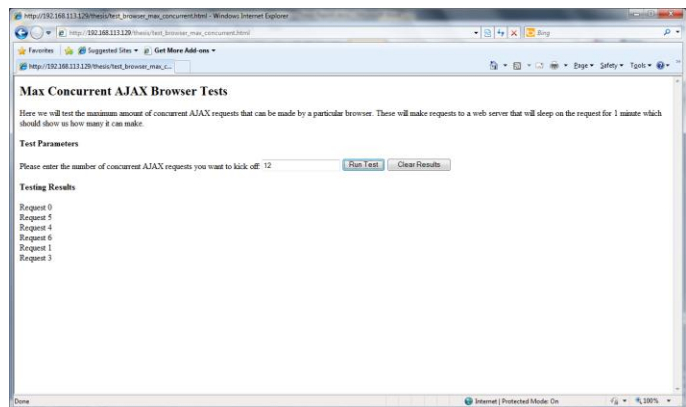 http://192.168.113.129/thesis/test_browser_max_concurrent.html - Windows Internet Explorer
http://192.168.113.129/thesis/test_browser_max_concurrent.html
Bing
Favorites Suggested Sites Get More Add-ons
http://192.168.113.129/thesis/test_browser_max_c...
Page Safety Tools
Max Concurrent AJAX Browser Tests
Here we will test the maximum amount of concurrent AJAX requests that can be made by a particular browser. These will make requests to a web server that will sleep on the request for 1 minute which
should show us how many it can make.
Test Parameters
Please enter the number of concurrent AJAX requests you want to kick off: 12 Run Test Clear Results
Testing Results
Request 0
Request 5
Request 4
Request 6
Request 1
Request 3
Done Internet | Protected Mode: On 100%